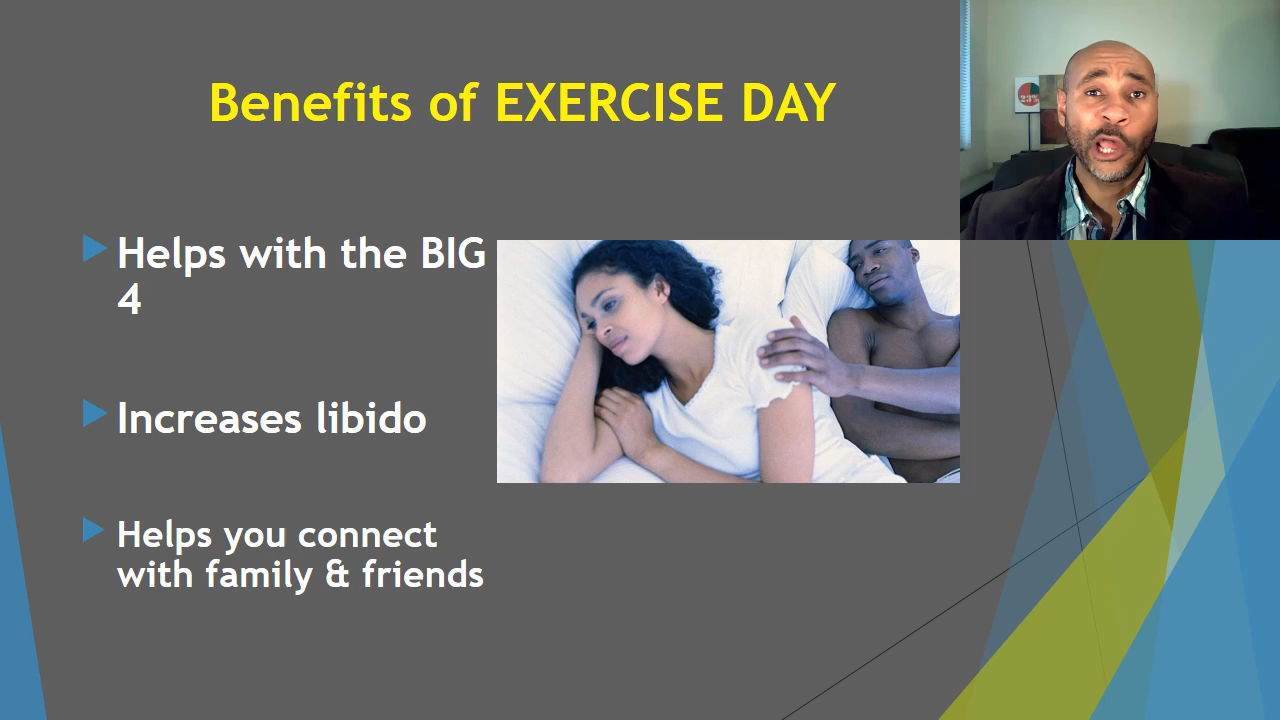 Benefits of EXERCISE DAY
Helps with the BIG
4
Increases libido
Helps you connect
with family & friends